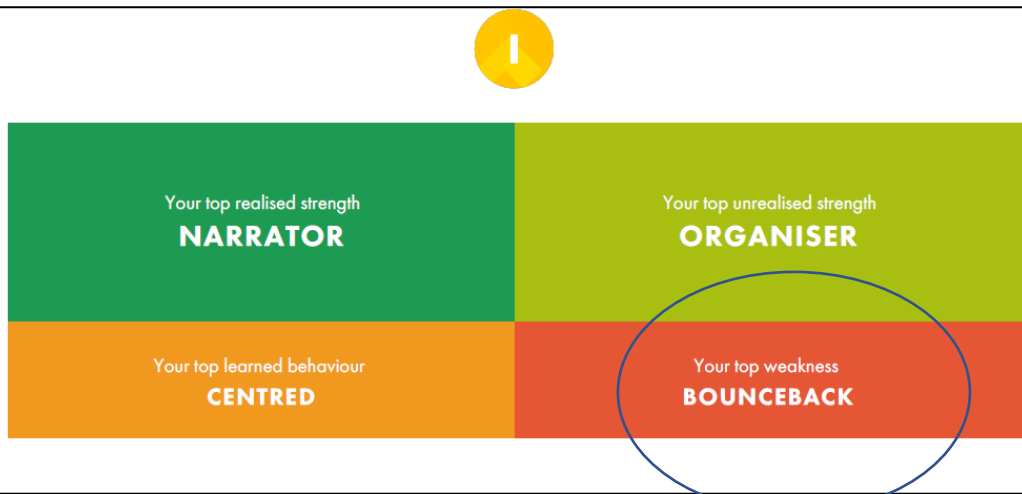 I
Your top realised strength
NARRATOR
Your top unrealised strength
ORGANISER
Your top learned behaviour
CENTRED
Your top weakness
BOUNCEBACK